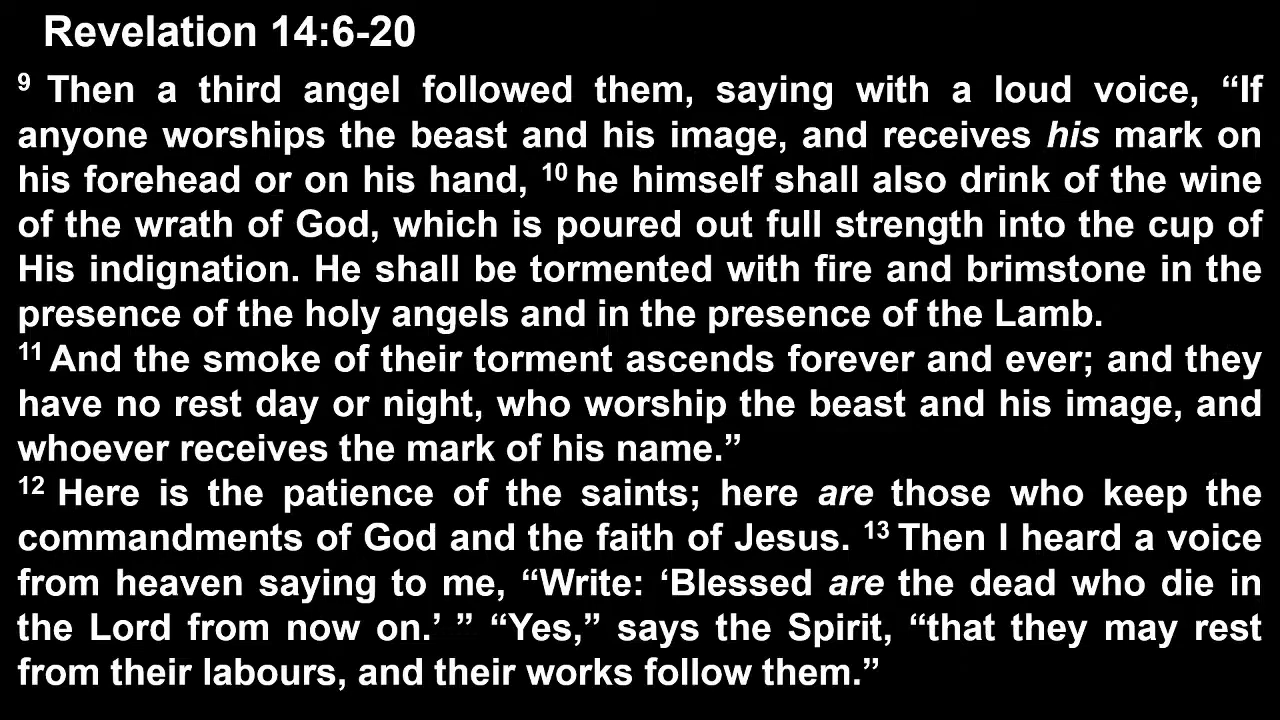 Revelation 14:6-20
9 Then a third angel followed them, saying with a loud voice, “If
anyone worships the beast and his image, and receives his mark on
his forehead or on his hand, 10 he himself shall also drink of the wine
of the wrath of God, which is poured out full strength into the cup of
His indignation. He shall be tormented with fire and brimstone in the
presence of the holy angels and in the presence of the Lamb.
11 And the smoke of their torment ascends forever and ever; and they
have no rest day or night, who worship the beast and his image, and
whoever receives the mark of his name.”
12 Here is the patience of the saints; here are those who keep the
commandments of God and the faith of Jesus. 13 Then I heard a voice
from heaven saying to me, “Write: ‘Blessed are the dead who die in
the Lord from now on.’ ” “Yes,” says the Spirit, “that they may rest
from their labours, and their works follow them.”